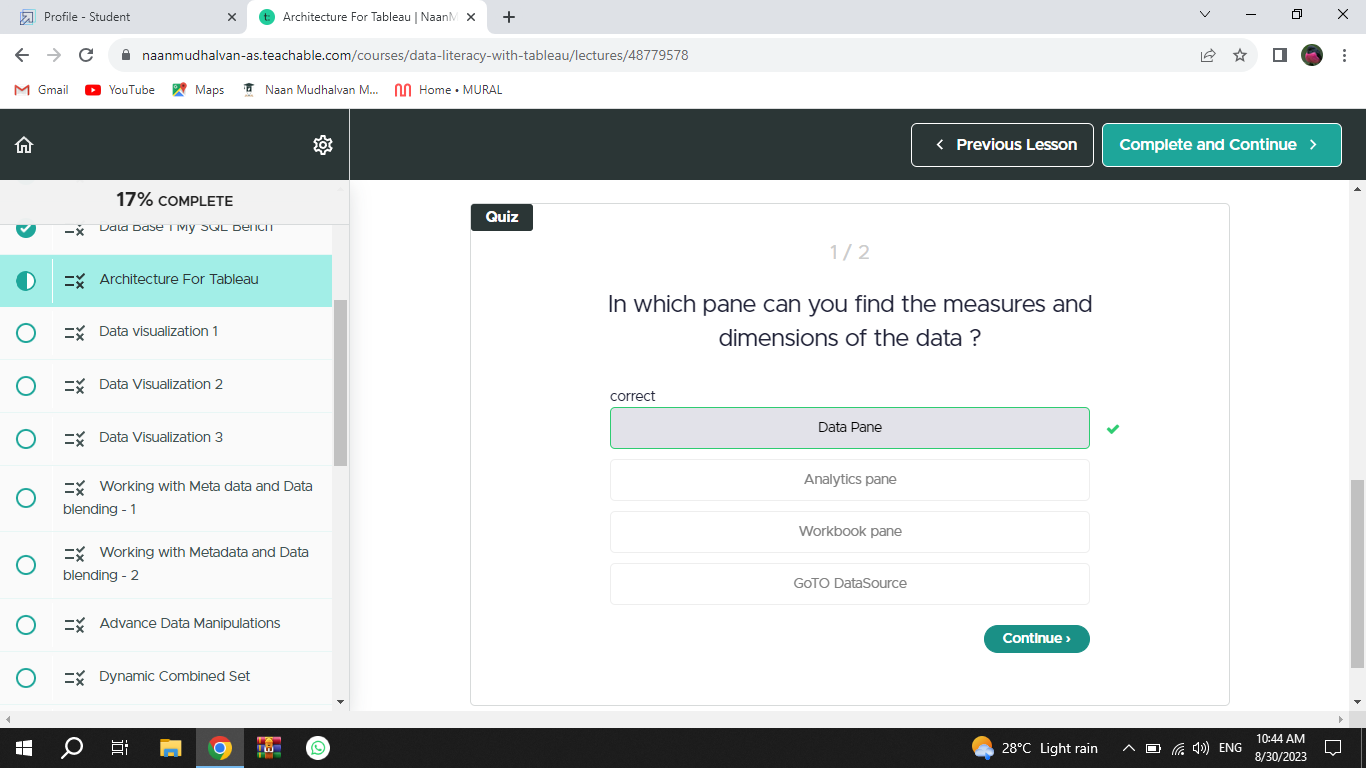 Profile - Student
Architecture For Tableau | NaanM
naanmudhalvan-as.teachable.com/courses/data-literacy-with-tableau/lectures/48779578
Gmail
YouTube
Maps
Naan Mudhalvan M...
Home • MURAL
Previous Lesson
Complete and Continue
17% COMPLETE
Data Base 1 My SQL Bench
Architecture For Tableau
Data visualization 1
Data Visualization 2
Data Visualization 3
Working with Meta data and Data
blending - 1
Working with Metadata and Data
blending - 2
Advance Data Manipulations
Dynamic Combined Set
Quiz
1 / 2
In which pane can you find the measures and
dimensions of the data ?
correct
Data Pane
Analytics pane
Workbook pane
GoTO DataSource
Continue ›
28°C Light rain
ENG
10:44 AM
8/30/2023